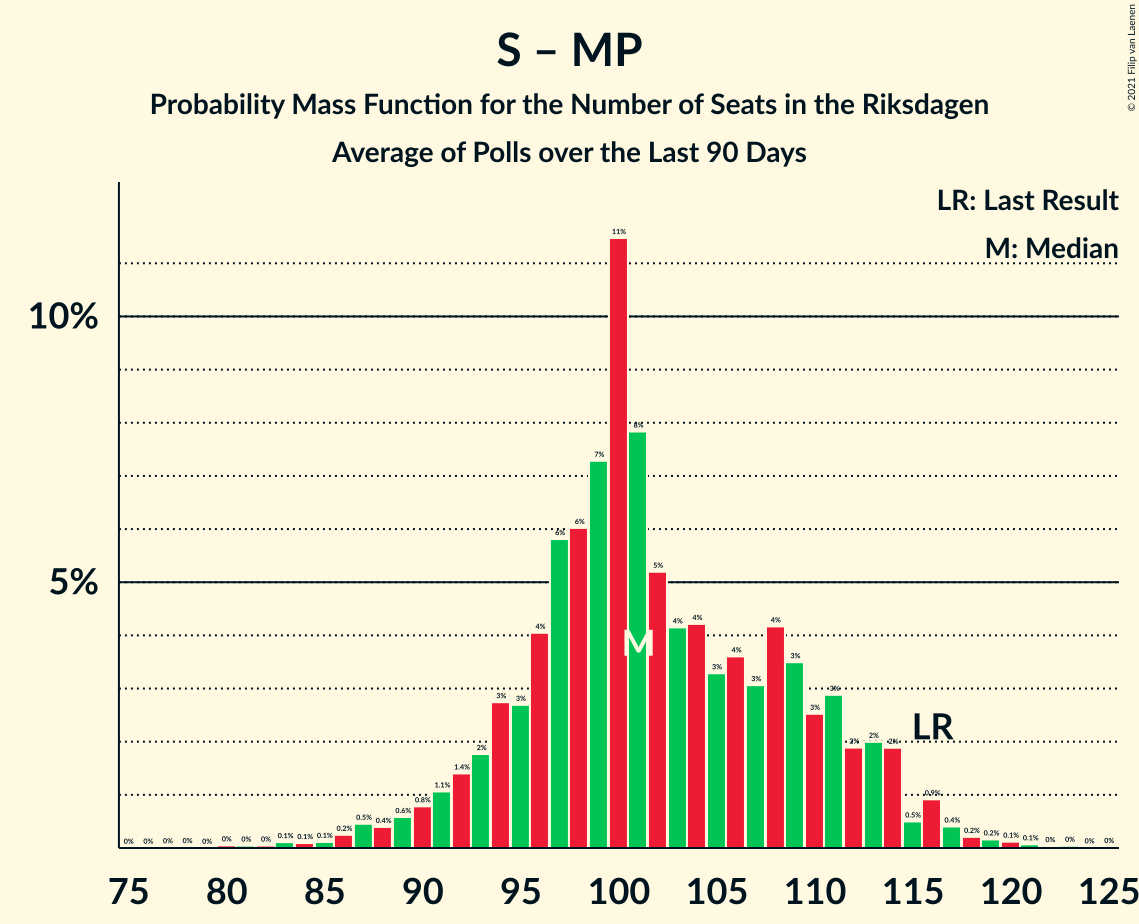 © 2021 Filip van Laenen
S – MP
Probability Mass Function for the Number of Seats in the Riksdagen
Average of Polls over the Last 90 Days
LR: Last Result
M: Median
10%
5%
0% 0% 0% 0% 0% 0% 0% 0% 0.1% 0.1% 0.1% 0.2% 0.5% 0.4% 0.6% 0.8% 1.1% 1.4% 2% 3% 3% 4% 6% 6% 7% 11% 8% 5% 4% 4% 3% 4% 3% 4% 3% 3% 3% 2% 2% 2% 0.5% 0.9% 0.4% 0.2% 0.2% 0.1% 0.1% 0% 0% 0% 0%
M
LR
75 80 85 90 95 100 105 110 115 120 125